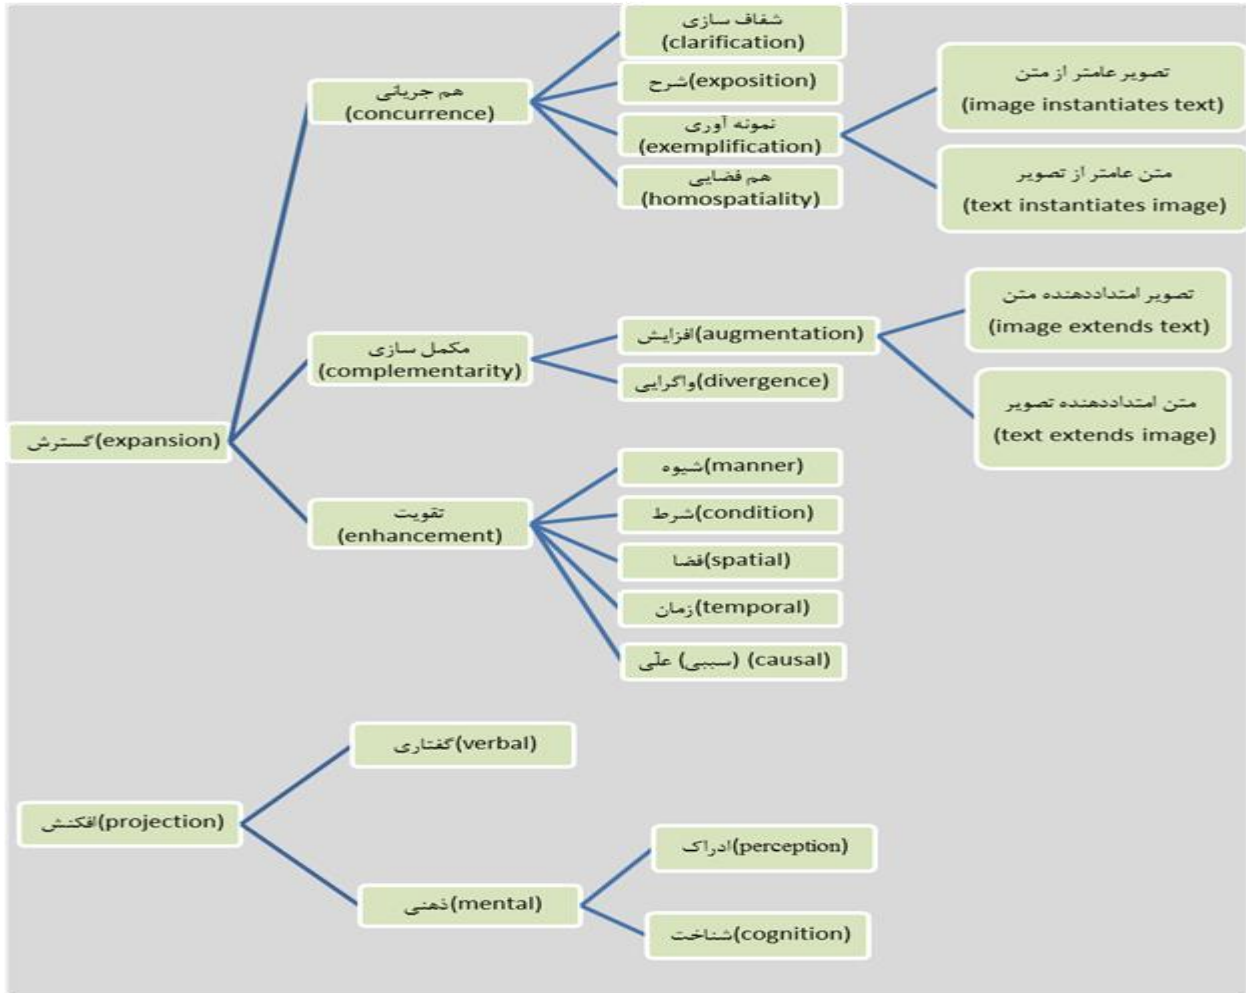 شفاف سازی
(clarification)
شرح(exposition)
نمونه آوری
(exemplification)
هم فضایی
(homospatiality)
هم جریانی
(concurrence)
تصویر عامتر از متن
(image instantiates text)
متن عامتر از تصویر
(text instantiates image)
مکمل سازی
(complementarity)
افزایش(augmentation)
واگرایی(divergence)
تصویر امتداددهنده متن
(image extends text)
متن امتداددهنده تصویر
(text extends image)
گسترش(expansion)
تقویت
(enhancement)
شیوه(manner)
شرط(condition)
فضا(spatial)
زمان(temporal)
علّی (سببی) (causal)
گفتاری(verbal)
افکنش(projection)
ذهنی(mental)
ادراک(perception)
شناخت(cognition)